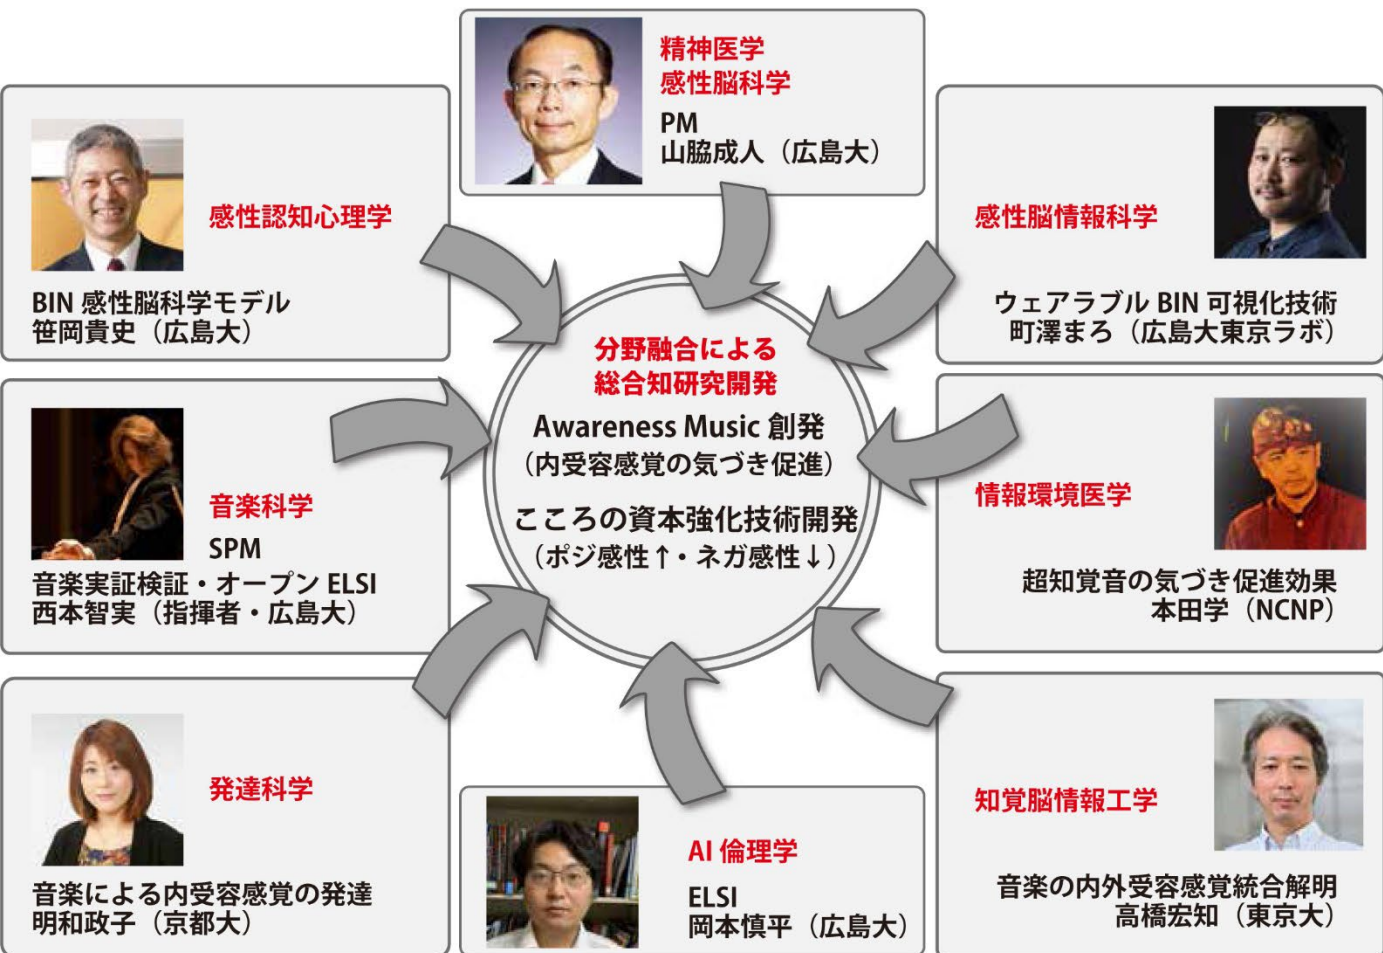 精神医学
感性脳科学
PM
山脇成人（広島大）
感性認知心理学
BIN 感性脳科学モデル
笹岡貴史（広島大）
感性脳情報科学
ウェアラブル BIN 可視化技術
町澤まろ（広島大東京ラボ）
分野融合による
総合知研究開発
Awareness Music 創発
（内受容感覚の気づき促進）
こころの資本強化技術開発
（ポジ感性↑・ネガ感性↓）
音楽科学
SPM
音楽実証検証・オープン ELSI
西本智実（指揮者・広島大）
情報環境医学
超知覚音の気づき促進効果
本田学（NCNP）
発達科学
音楽による内受容感覚の発達
明和政子（京都大）
AI 倫理学
ELSI
岡本慎平（広島大）
知覚脳情報工学
音楽の内外受容感覚統合解明
高橋宏知（東京大）